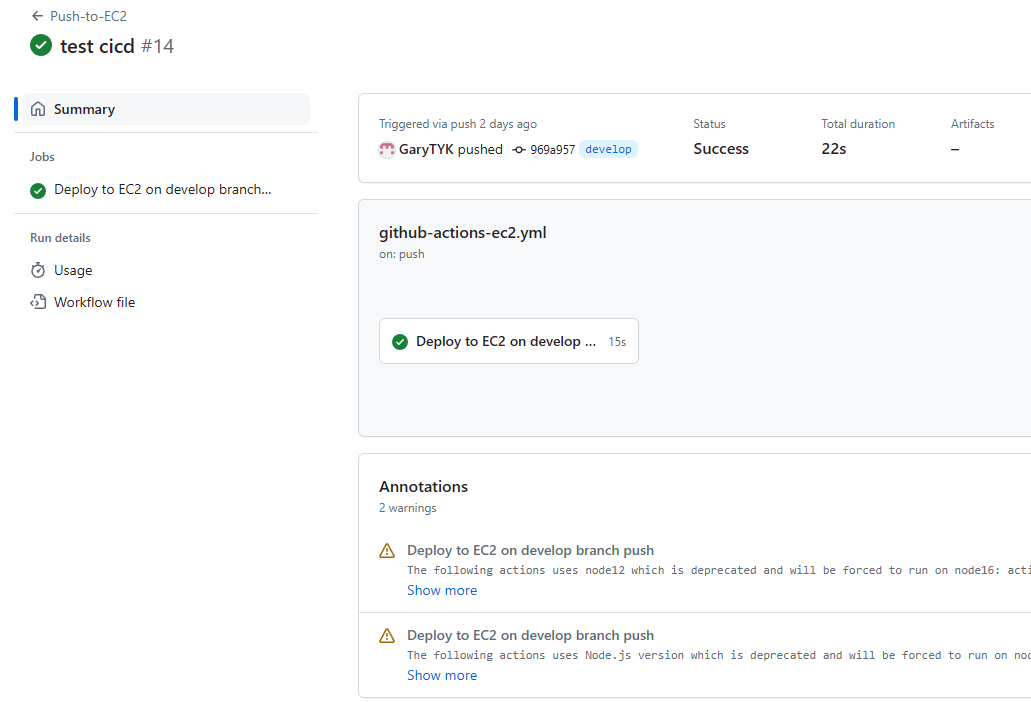 Push-to-EC2
test cicd #14
Summary
Jobs
Deploy to EC2 on develop branch...
Run details
Usage
Workflow file
Triggered via push 2 days ago
GaryTYK pushed 969a957 develop
Status
Success
Total duration
22s
Artifacts
–
github-actions-ec2.yml
on: push
Deploy to EC2 on develop ... 15s
Annotations
2 warnings
Deploy to EC2 on develop branch push
The following actions uses node12 which is deprecated and will be forced to run on node16: acti
Show more
Deploy to EC2 on develop branch push
The following actions uses Node.js version which is deprecated and will be forced to run on nod
Show more